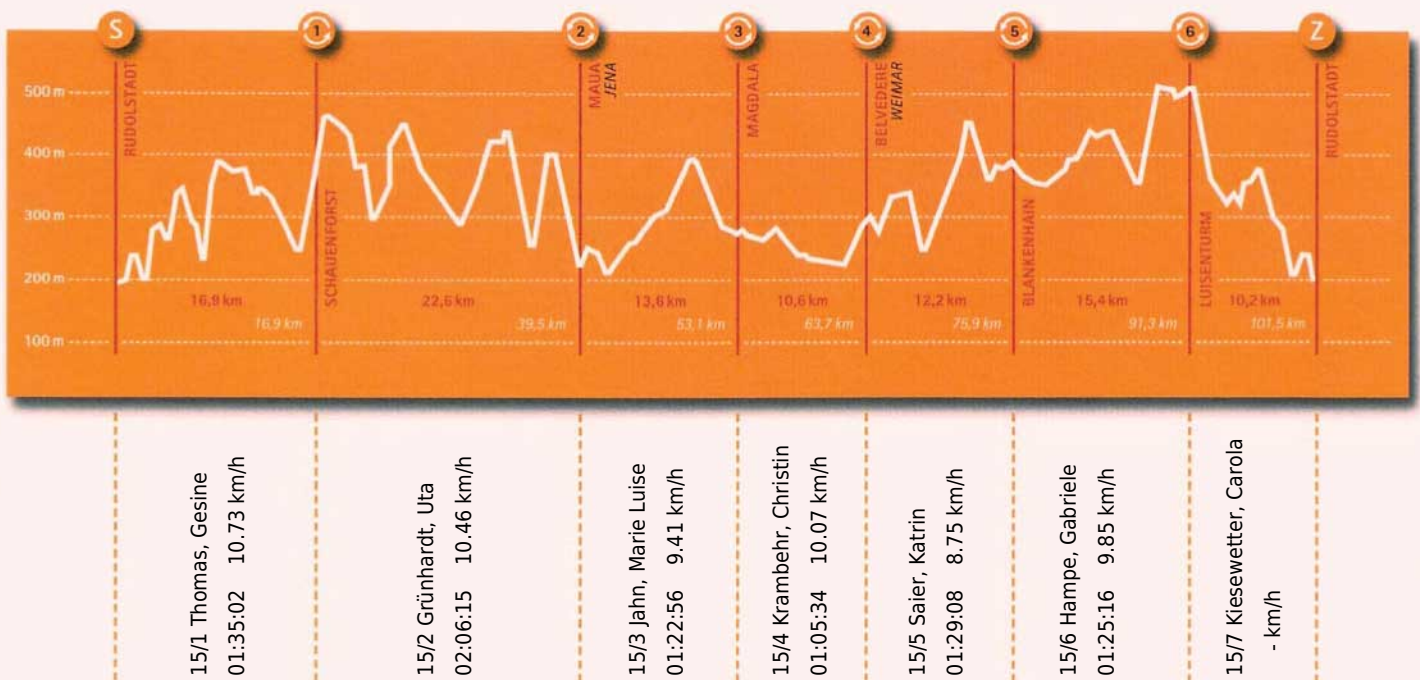 S
1
2
3
4
5
6
Z
500 m
400 m
300 m
200 m
100 m
RUDOLSTADT
SCHAUENFORST
MAUA
JENA
MAGDALA
BELVEDERE
WEIMAR
BLANKENHAIN
LUISENTURM
RUDOLSTADT
16,9 km
22,6 km
13,6 km
10,6 km
12,2 km
15,4 km
10,2 km
16,9 km
39,5 km
53,1 km
63,7 km
75,9 km
91,3 km
101,5 km
15/1 Thomas, Gesine
01:35:02 10.73 km/h
15/2 Grünhardt, Uta
02:06:15 10.46 km/h
15/3 Jahn, Marie Luise
01:22:56 9.41 km/h
15/4 Krambehr, Christin
01:05:34 10.07 km/h
15/5 Saier, Katrin
01:29:08 8.75 km/h
15/6 Hampe, Gabriele
01:25:16 9.85 km/h
15/7 Kiesewetter, Carola
- km/h